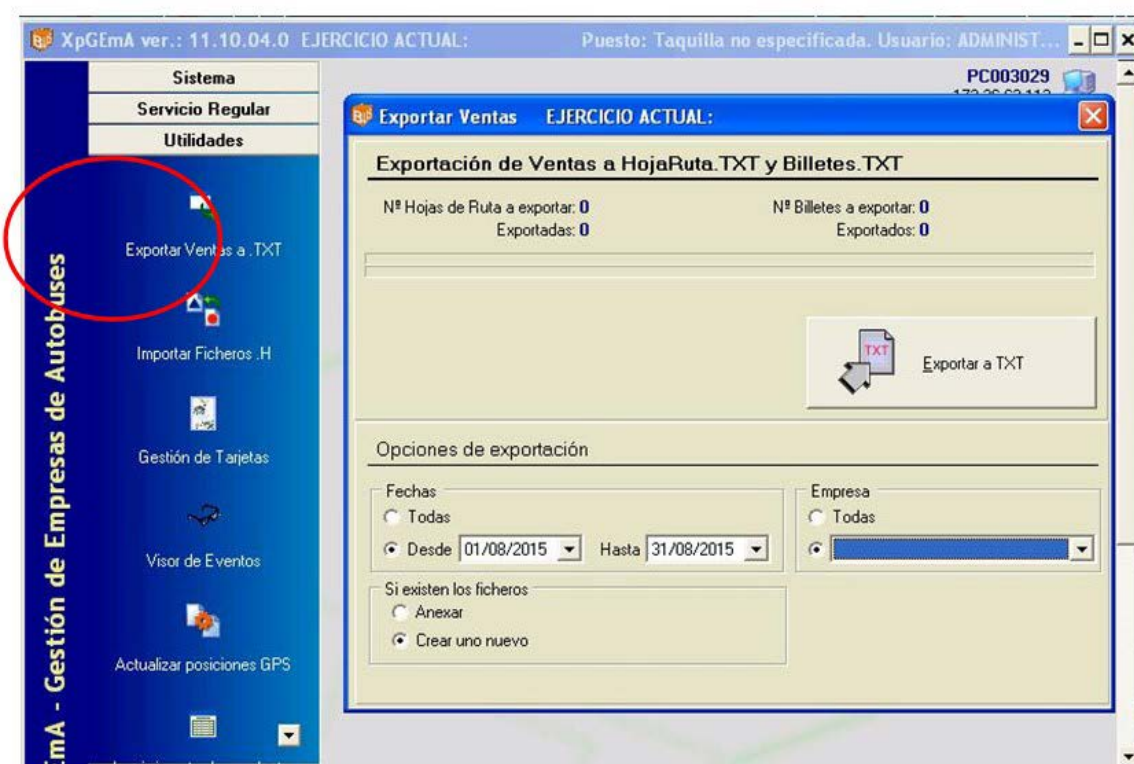 XpGEmA ver.: 11.10.04.0 EJERCICIO ACTUAL: Puesto: Taquilla no especificada. Usuario: ADMINIST...
Sistema
Servicio Regular
Utilidades
Exportar Ventas a .TXT
Importar Ficheros .H
Gestión de Tarjetas
Visor de Eventos
Actualizar posiciones GPS
EmA - Gestión de Empresas de Autobuses
PC003029
Exportar Ventas EJERCICIO ACTUAL:
Exportación de Ventas a HojaRuta.TXT y Billetes.TXT
Nº Hojas de Ruta a exportar: 0 Nº Billetes a exportar: 0
Exportadas: 0 Exportados: 0
TXT
Exportar a TXT
Opciones de exportación
Fechas
Todas
Desde 01/08/2015 Hasta 31/08/2015
Empresa
Todas
Si existen los ficheros
Anexar
Crear uno nuevo